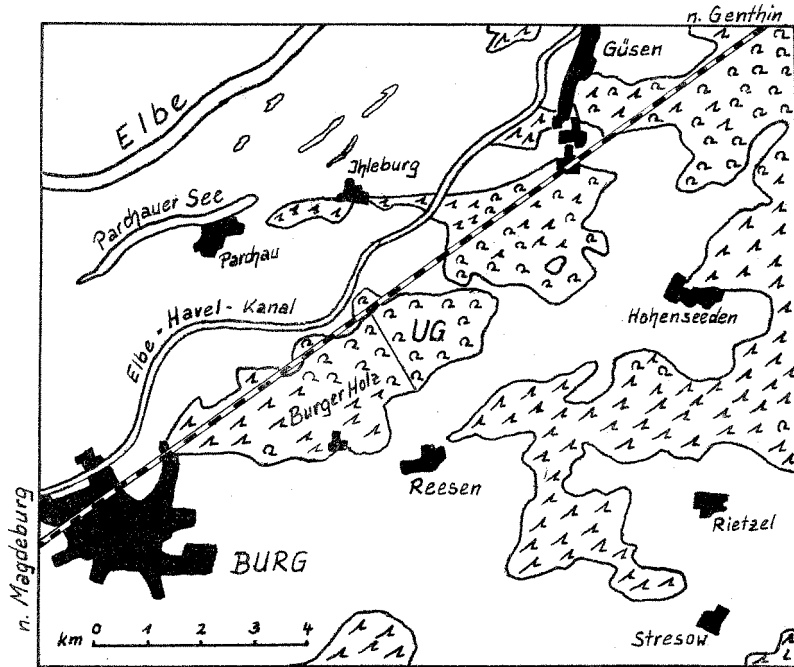 n. Genthin
Güsen
Elbe
Ihleburg
Parchauer See
Parchau
Elbe - Havel - Kanal
Hohenseeden
UG
Burger Holz
Reesen
n. Magdeburg
Rietzel
BURG
km 0 1 2 3 4
Stresow